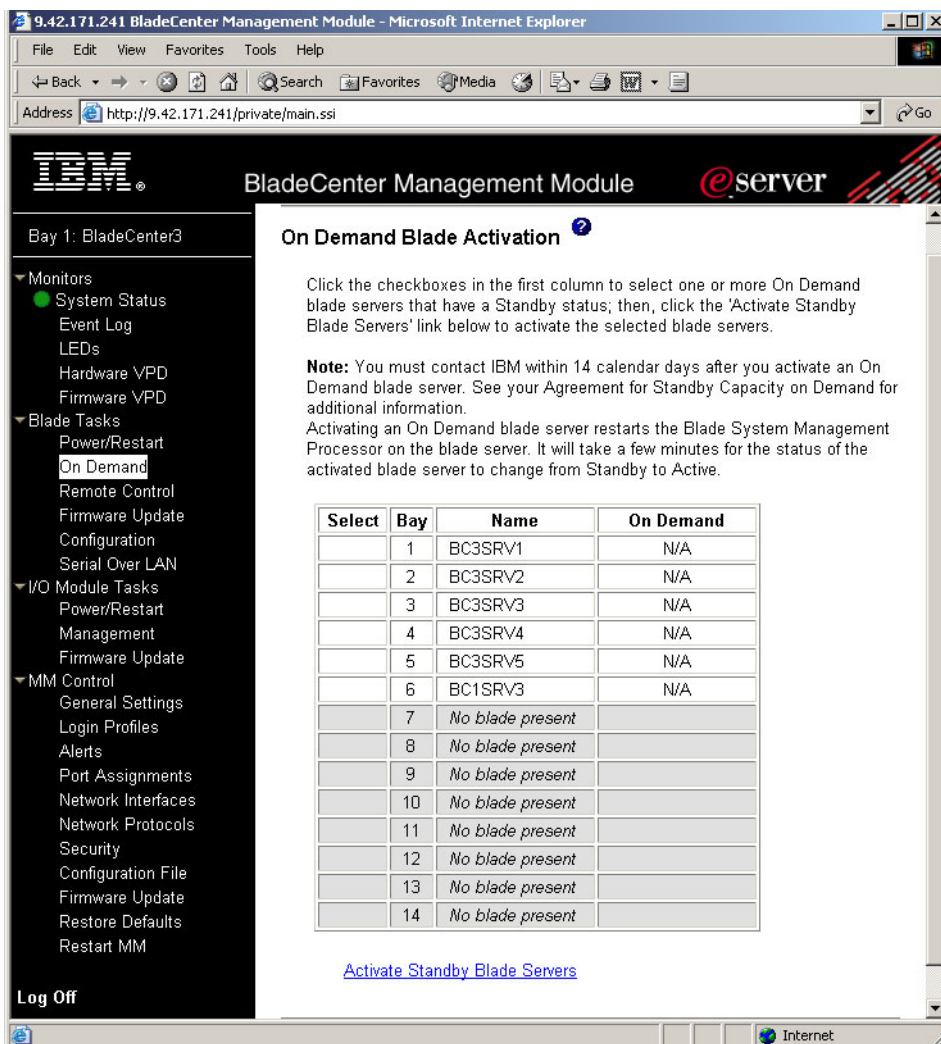 9.42.171.241 BladeCenter Management Module - Microsoft Internet Explorer
File Edit View Favorites Tools Help
Back Search Favorites Media
Address http://9.42.171.241/private/main.ssi Go
IBM®
BladeCenter Management Module
eserver
Bay 1: BladeCenter3
Monitors
System Status
Event Log
LEDs
Hardware VPD
Firmware VPD
Blade Tasks
Power/Restart
On Demand
Remote Control
Firmware Update
Configuration
Serial Over LAN
I/O Module Tasks
Power/Restart
Management
Firmware Update
MM Control
General Settings
Login Profiles
Alerts
Port Assignments
Network Interfaces
Network Protocols
Security
Configuration File
Firmware Update
Restore Defaults
Restart MM
Log Off
On Demand Blade Activation ?
Click the checkboxes in the first column to select one or more On Demand
blade servers that have a Standby status; then, click the 'Activate Standby
Blade Servers' link below to activate the selected blade servers.
Note: You must contact IBM within 14 calendar days after you activate an On
Demand blade server. See your Agreement for Standby Capacity on Demand for
additional information.
Activating an On Demand blade server restarts the Blade System Management
Processor on the blade server. It will take a few minutes for the status of the
activated blade server to change from Standby to Active.
Select Bay Name On Demand
1 BC3SRV1 N/A
2 BC3SRV2 N/A
3 BC3SRV3 N/A
4 BC3SRV4 N/A
5 BC3SRV5 N/A
6 BC1SRV3 N/A
7 No blade present
8 No blade present
9 No blade present
10 No blade present
11 No blade present
12 No blade present
13 No blade present
14 No blade present
Activate Standby Blade Servers
Internet